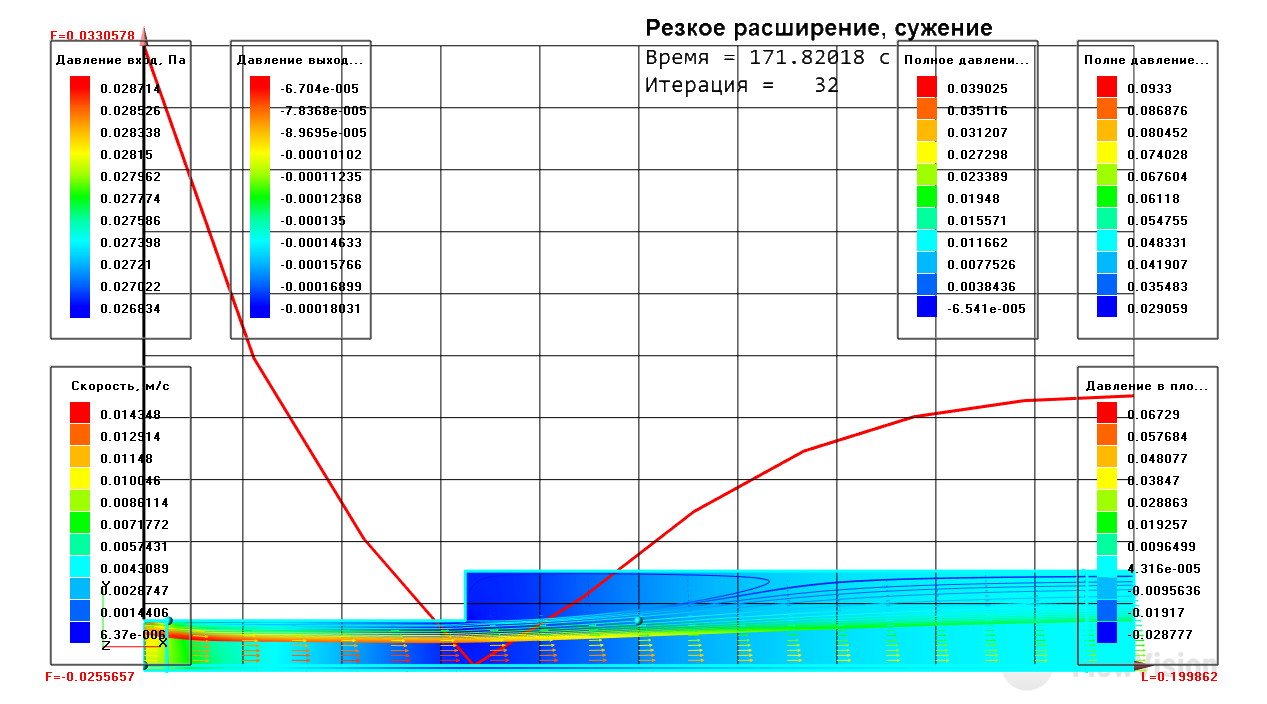 Резкое расширение, сужение
Время = 171.82018 с
Итерация = 32
F=0.0330578
Давление вход, Па
0.028714
0.028526
0.028338
0.02815
0.027962
0.027774
0.027586
0.027398
0.02721
0.027022
0.026834
Давление выход...
-6.704e-005
-7.8368e-005
-8.9695e-005
-0.00010102
-0.00011235
-0.00012368
-0.000135
-0.00014633
-0.00015766
-0.00016899
-0.00018031
Полное давлени...
0.039025
0.035116
0.031207
0.027298
0.023389
0.01948
0.015571
0.011662
0.0077526
0.0038436
-6.541e-005
Полне давление...
0.0933
0.086876
0.080452
0.074028
0.067604
0.06118
0.054755
0.048331
0.041907
0.035483
0.029059
Скорость, м/с
0.014348
0.012914
0.01148
0.010046
0.0086114
0.0071772
0.0057431
0.0043089
0.0028747
0.0014406
6.37e-006
Y
Z
X
Давление в пло...
0.06729
0.057684
0.048077
0.03847
0.028863
0.019257
0.0096499
4.316e-005
-0.0095636
-0.01917
-0.028777
F=-0.0255657
L=0.199862